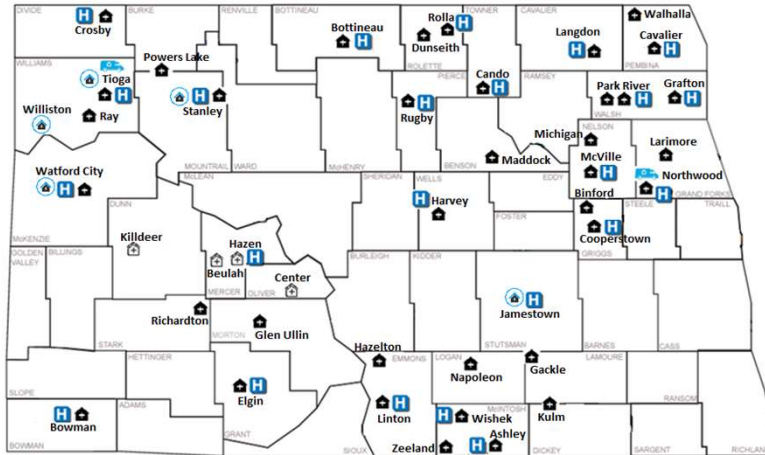 DIVIDE
BURKE
RENVILLE
BOTTINEAU
TOWNER
CAVALIER
Walhalla
H
Crosby
Rolla
H
Bottineau
H
Dunseith
ROLETTE
Langdon
H
Cavalier
H
PEMBINA
WILLIAMS
Powers Lake
PIERCE
Cando
H
RAMSEY
Tioga
H
Ray
Williston
H
Stanley
H
Rugby
Park River
H
Grafton
H
WALSH
Michigan
NELSON
Larimore
MOUNTRAIL
WARD
McHENRY
BENSON
Maddock
McVille
H
Northwood
H
GRAND FORKS
Watford City
H
McLEAN
SHERIDAN
WELLS
EDDY
Binford
STEELE
TRAILL
DUNN
H
Harvey
FOSTER
H
Cooperstown
GRIGGS
McKENZIE
Killdeer
Hazen
H
Beulah
MERCER
Center
OLIVER
GOLDEN
VALLEY
BILLINGS
BURLEIGH
KIDDER
H
Jamestown
STUTSMAN
BARNES
CASS
Richardton
STARK
MORTON
Glen Ullin
HETTINGER
Hazelton
EMMONS
LOGAN
Napoleon
Gackle
LAMOURE
SLOPE
Elgin
H
RANSOM
H
Bowman
BOWMAN
ADAMS
GRANT
H
Linton
McINTOSH
H
Wishek
Kulm
SIOUX
Zeeland
H
Ashley
DICKEY
SARGENT
RICHLAN